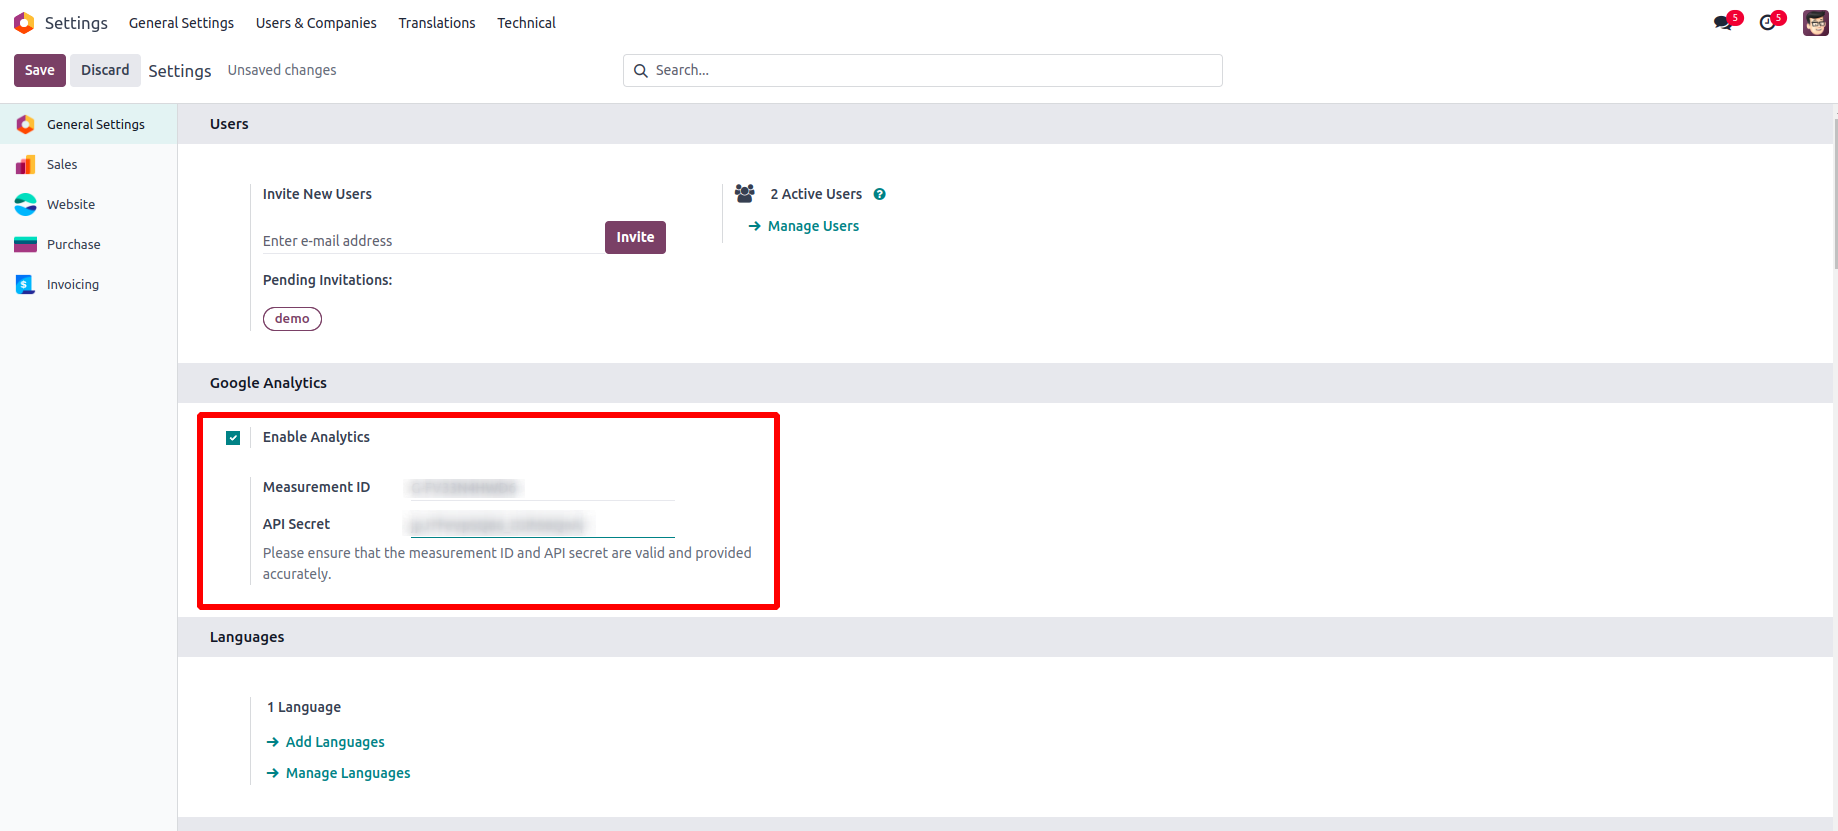 Settings General Settings Users & Companies Translations Technical 5 5
Save Discard Settings Unsaved changes Search...
General Settings
Sales
Website
Purchase
Invoicing
Users
Invite New Users
Enter e-mail address Invite
Pending Invitations:
demo
2 Active Users ?
Manage Users
Google Analytics
Enable Analytics
Measurement ID
API Secret
Please ensure that the measurement ID and API secret are valid and provided
accurately.
Languages
1 Language
Add Languages
Manage Languages